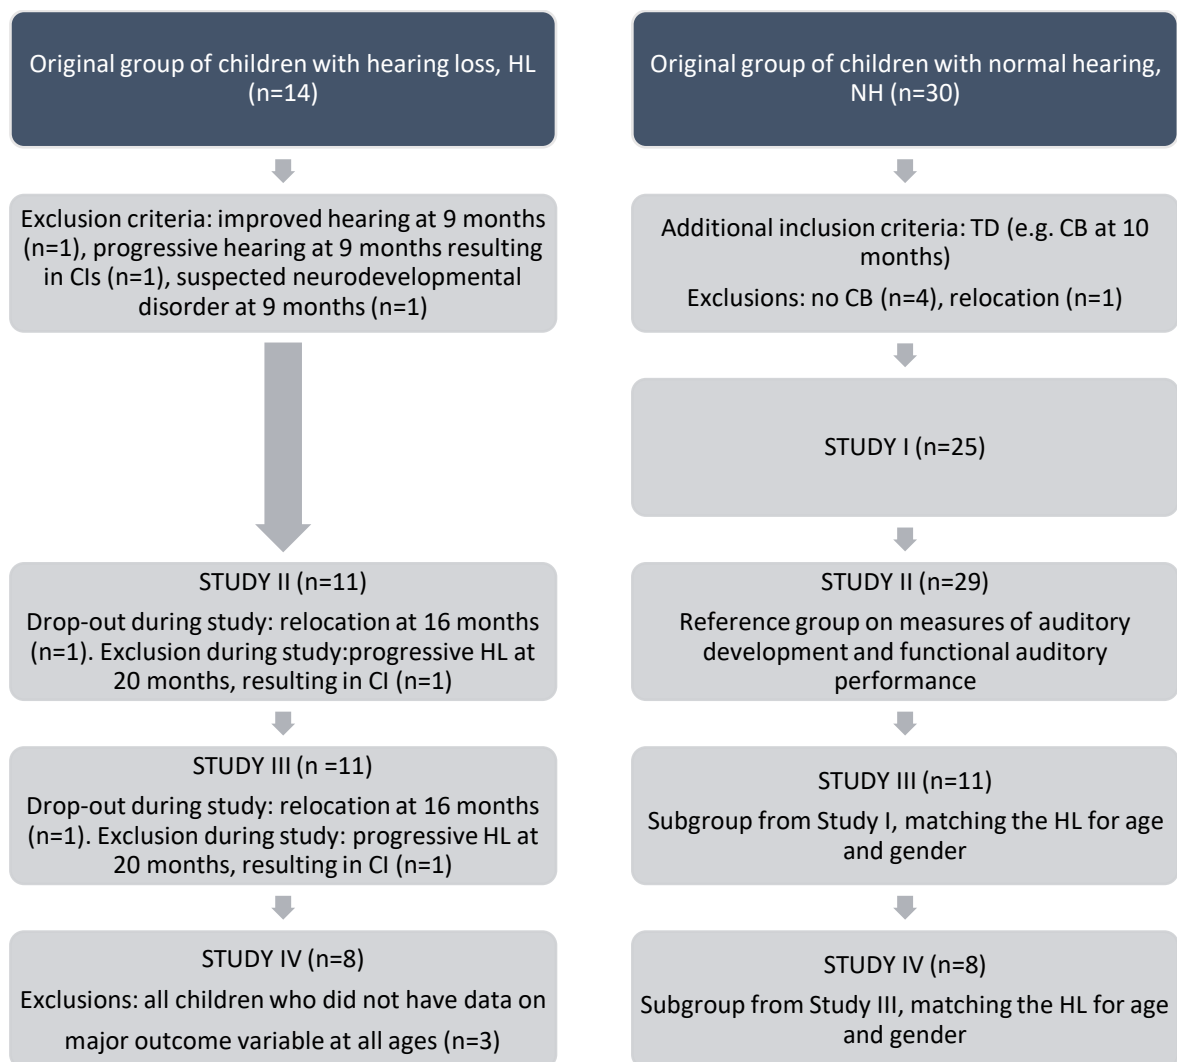 Original group of children with hearing loss, HL
(n=14)
Original group of children with normal hearing,
NH (n=30)
Exclusion criteria: improved hearing at 9 months
(n=1), progressive hearing at 9 months resulting
in CIs (n=1), suspected neurodevelopmental
disorder at 9 months (n=1)
Additional inclusion criteria: TD (e.g. CB at 10
months)
Exclusions: no CB (n=4), relocation (n=1)
STUDY I (n=25)
STUDY II (n=11)
Drop-out during study: relocation at 16 months
(n=1). Exclusion during study:progressive HL at
20 months, resulting in CI (n=1)
STUDY II (n=29)
Reference group on measures of auditory
development and functional auditory
performance
STUDY III (n =11)
Drop-out during study: relocation at 16 months
(n=1). Exclusion during study: progressive HL at
20 months, resulting in CI (n=1)
STUDY III (n=11)
Subgroup from Study I, matching the HL for age
and gender
STUDY IV (n=8)
Exclusions: all children who did not have data on
major outcome variable at all ages (n=3)
STUDY IV (n=8)
Subgroup from Study III, matching the HL for age
and gender